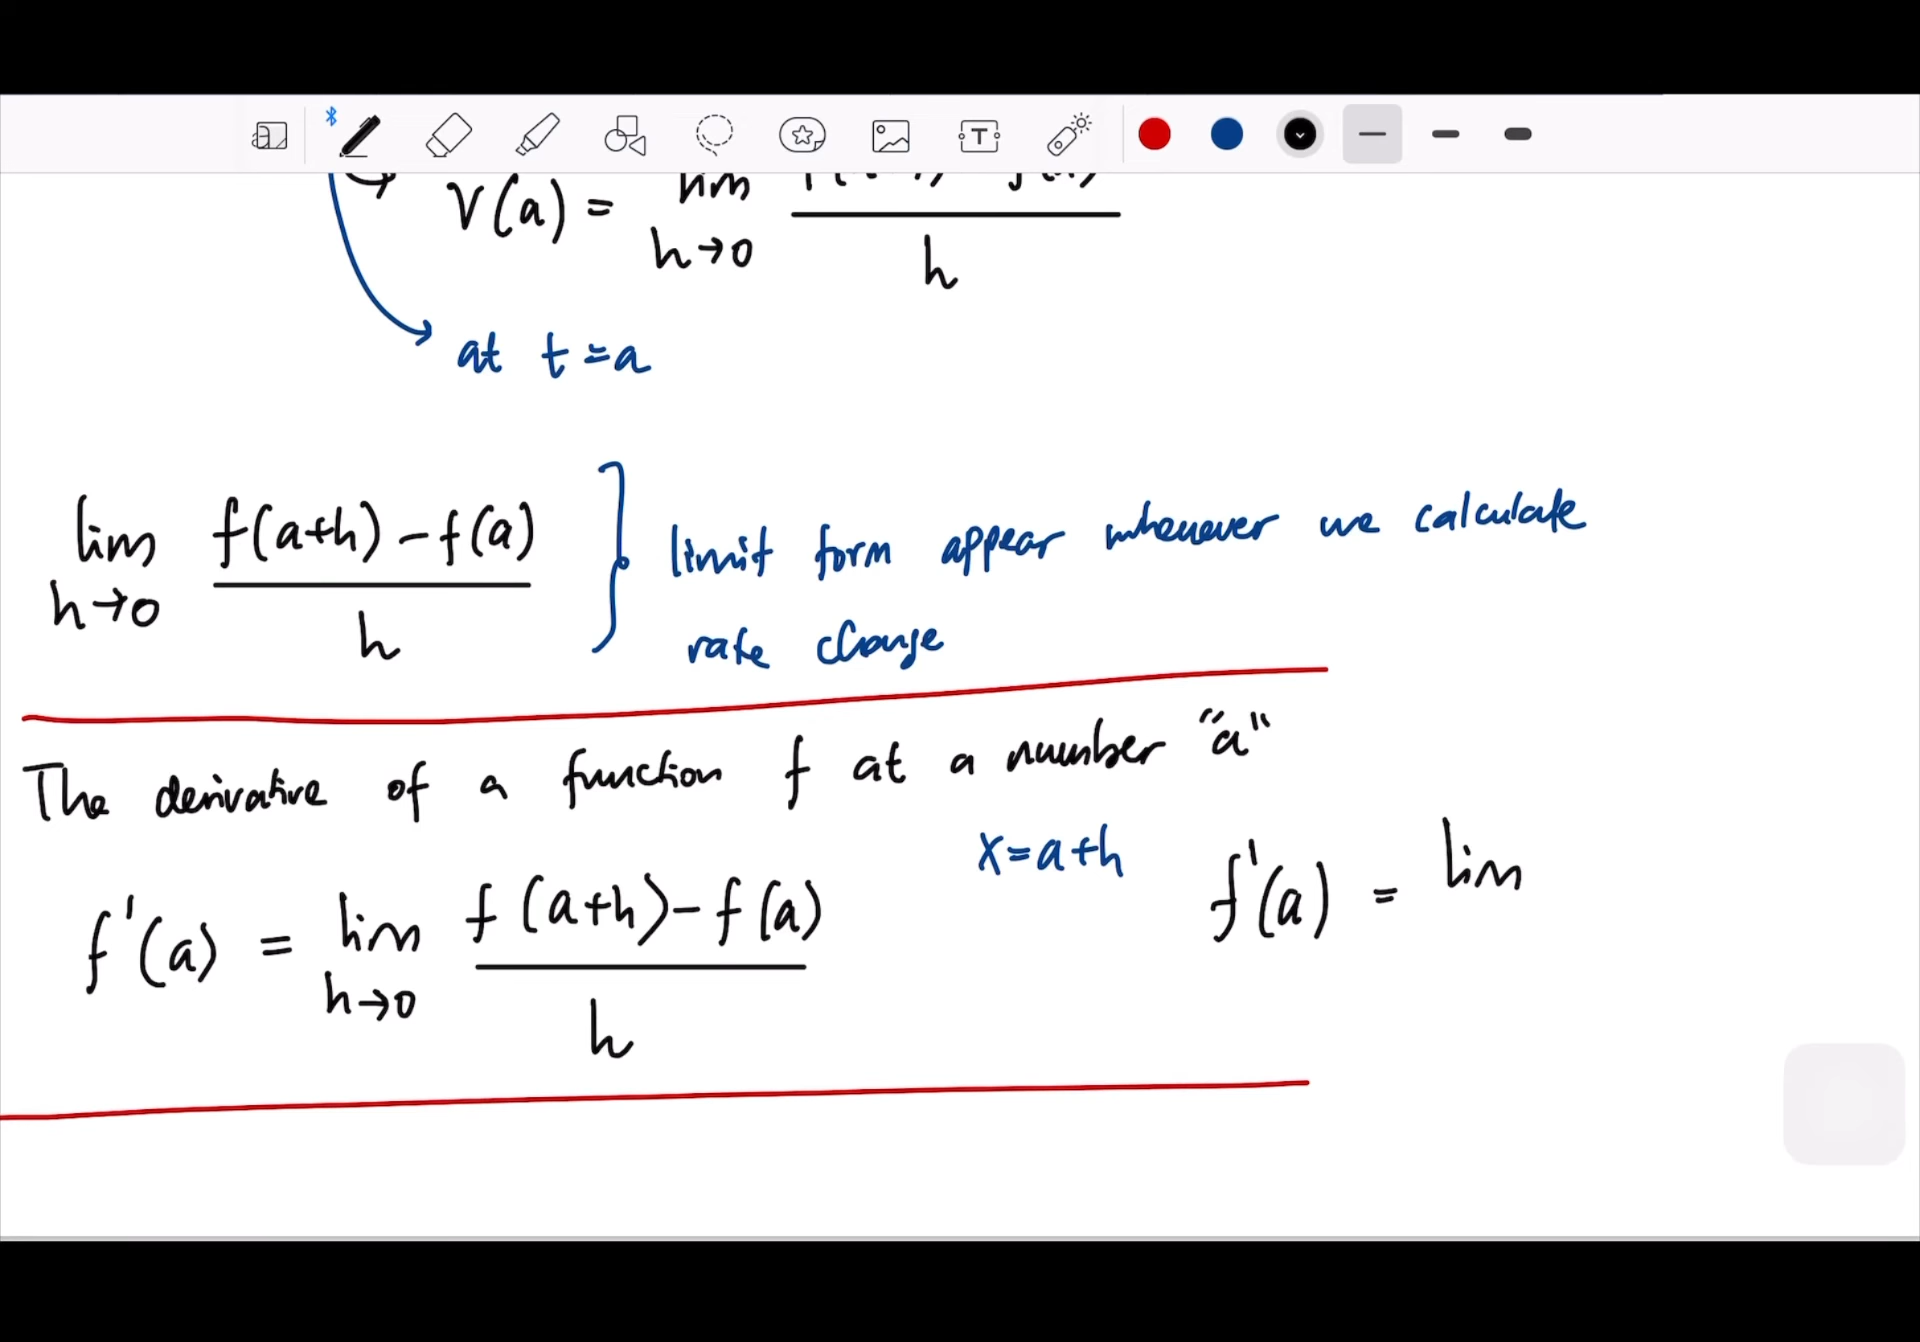 V(a) = lim
h→0 h
at t=a
lim f(a+h) - f(a)
h→0 h
limit form appear whenever we calculate
rate change
The derivative of a function f at a number "a"
x=a+h
f'(a) = lim f(a+h) - f(a)
h→0 h
f'(a) = lim